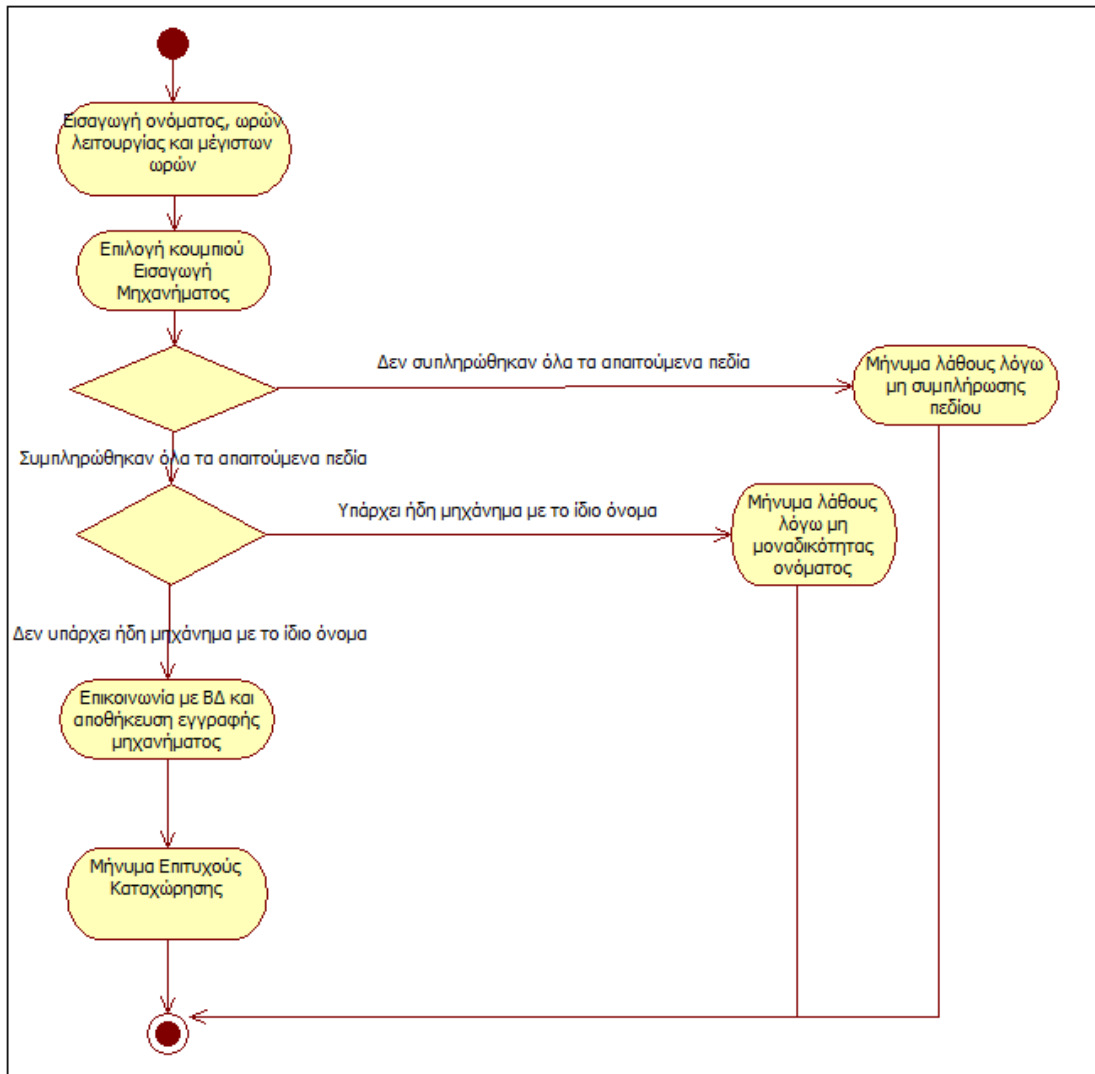 Εισαγωγή ονόματος, ωρών
λειτουργίας και μέγιστων
ωρών
Επιλογή κουμπιού
Εισαγωγή
Μηχανήματος
Δεν συπληρώθηκαν όλα τα απαιτούμενα πεδία
Μήνυμα λάθους λόγω
μη συμπλήρωσης
πεδίου
Συμπληρώθηκαν όλα τα απαιτούμενα πεδία
Υπάρχει ήδη μηχάνημα με το ίδιο όνομα
Μήνυμα λάθους
λόγω μη
μοναδικότητας
ονόματος
Δεν υπάρχει ήδη μηχάνημα με το ίδιο όνομα
Επικοινωνία με ΒΔ και
αποθήκευση εγγραφής
μηχανήματος
Μήνυμα Επιτυχούς
Καταχώρησης